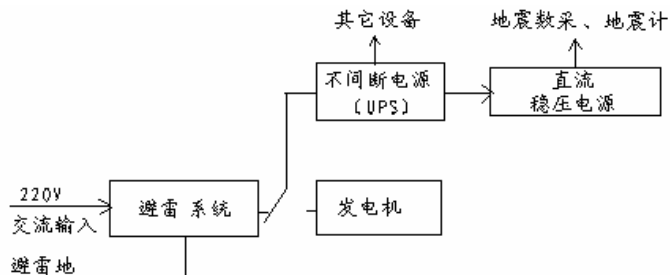 其它设备
地震数采、地震计
不间断电源
(UPS)
直流
稳压电源
220V
交流输入
避雷系统
发电机
避雷地